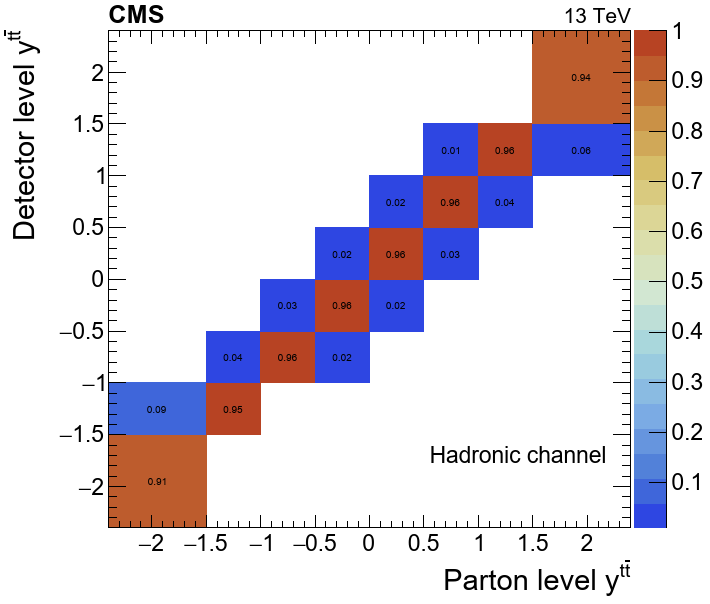 CMS 13 TeV
Detector level y^tt̄
2
1.5
1
0.5
0
−0.5
−1
−1.5
−2
0.94
0.01 0.96 0.06
0.02 0.96 0.04
0.02 0.96 0.03
0.03 0.96 0.02
0.04 0.96 0.02
0.09 0.95
Hadronic channel
0.91
−2 −1.5 −1 −0.5 0 0.5 1 1.5 2
Parton level y^tt̄
1
0.9
0.8
0.7
0.6
0.5
0.4
0.3
0.2
0.1